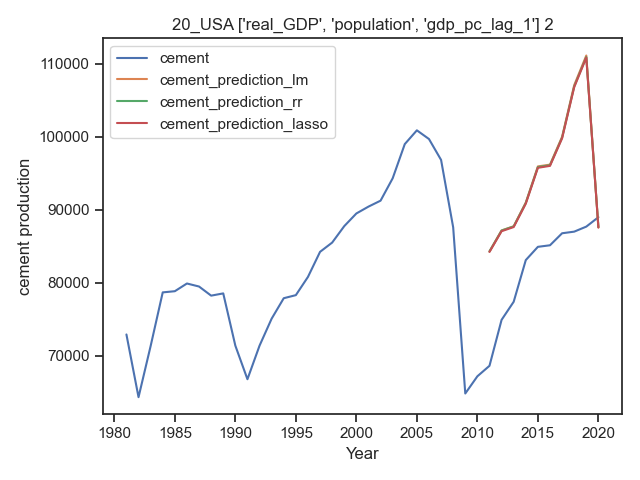 20_USA ['real_GDP', 'population', 'gdp_pc_lag_1'] 2
cement
cement_prediction_lm
cement_prediction_rr
cement_prediction_lasso
cement production
110000
100000
90000
80000
70000
1980 1985 1990 1995 2000 2005 2010 2015 2020
Year